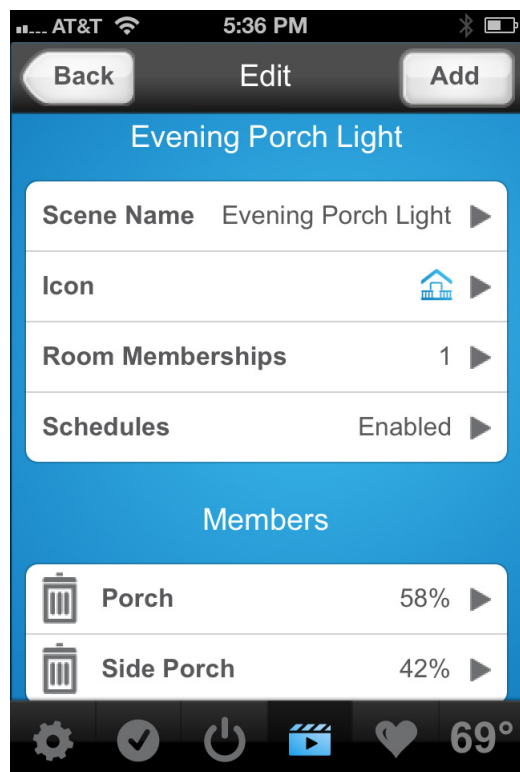 AT&T 5:36 PM
Back Edit Add
Evening Porch Light
Scene Name Evening Porch Light
Icon
Room Memberships 1
Schedules Enabled
Members
Porch 58%
Side Porch 42%
69°